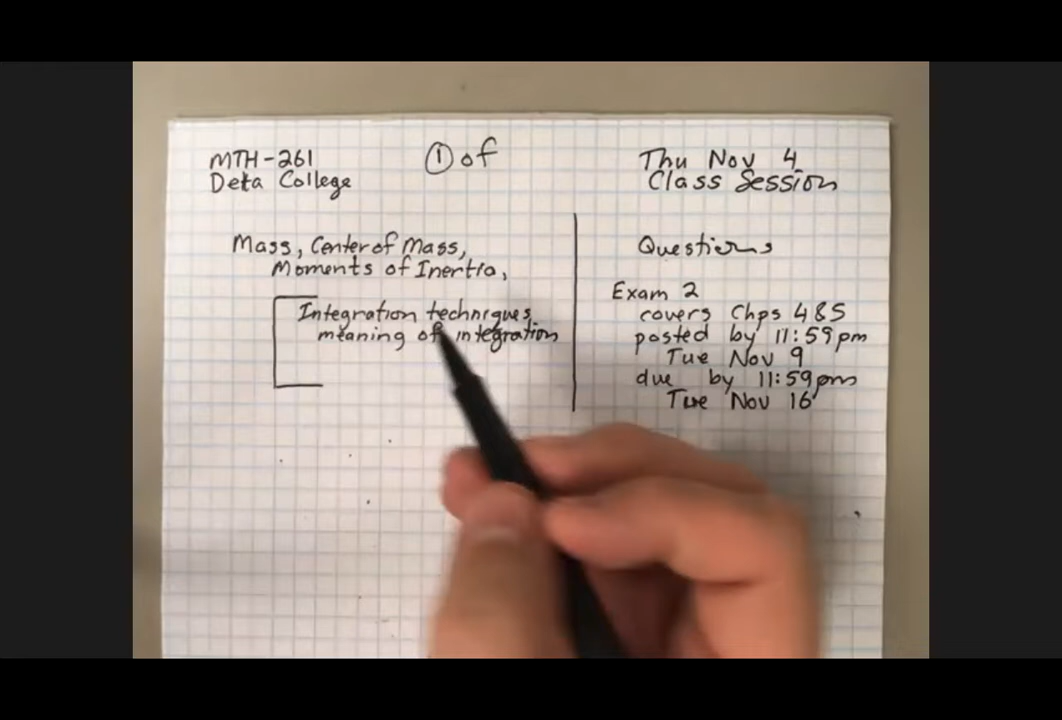 MTH-261
Deta College
① of
Thu Nov 4
Class Session
Mass, Center of Mass,
Moments of Inertia,
Integration techniques,
meaning of integration
Questions
Exam 2
covers Chps 4&5
posted by 11:59pm
Tue Nov 9
due by 11:59pm
Tue Nov 16